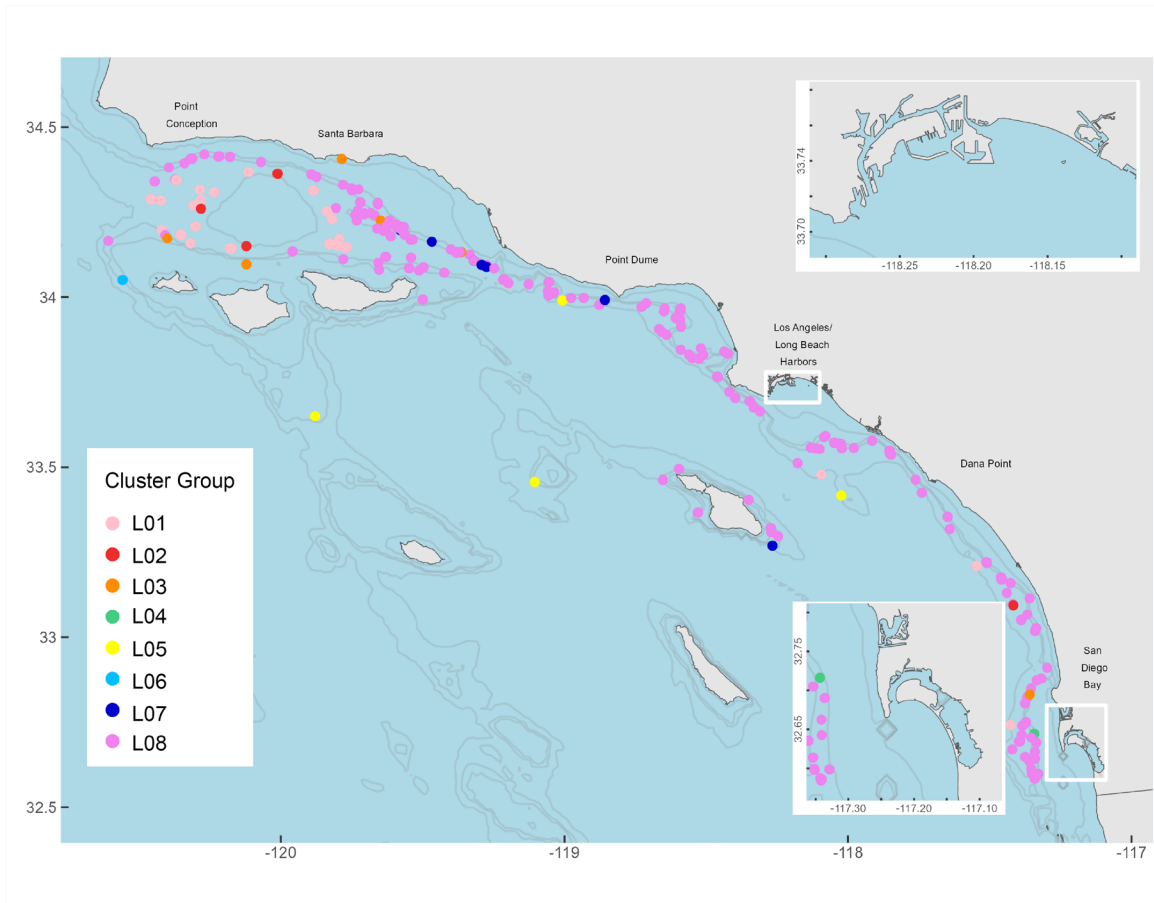 Point
Conception
Santa Barbara
Point Dume
Los Angeles/
Long Beach
Harbors
Dana Point
San
Diego
Bay
34.5
34
33.5
33
32.5
-120
-119
-118
-117
33.74
33.70
-118.25
-118.20
-118.15
32.75
32.65
-117.30
-117.20
-117.10
Cluster Group
L01
L02
L03
L04
L05
L06
L07
L08